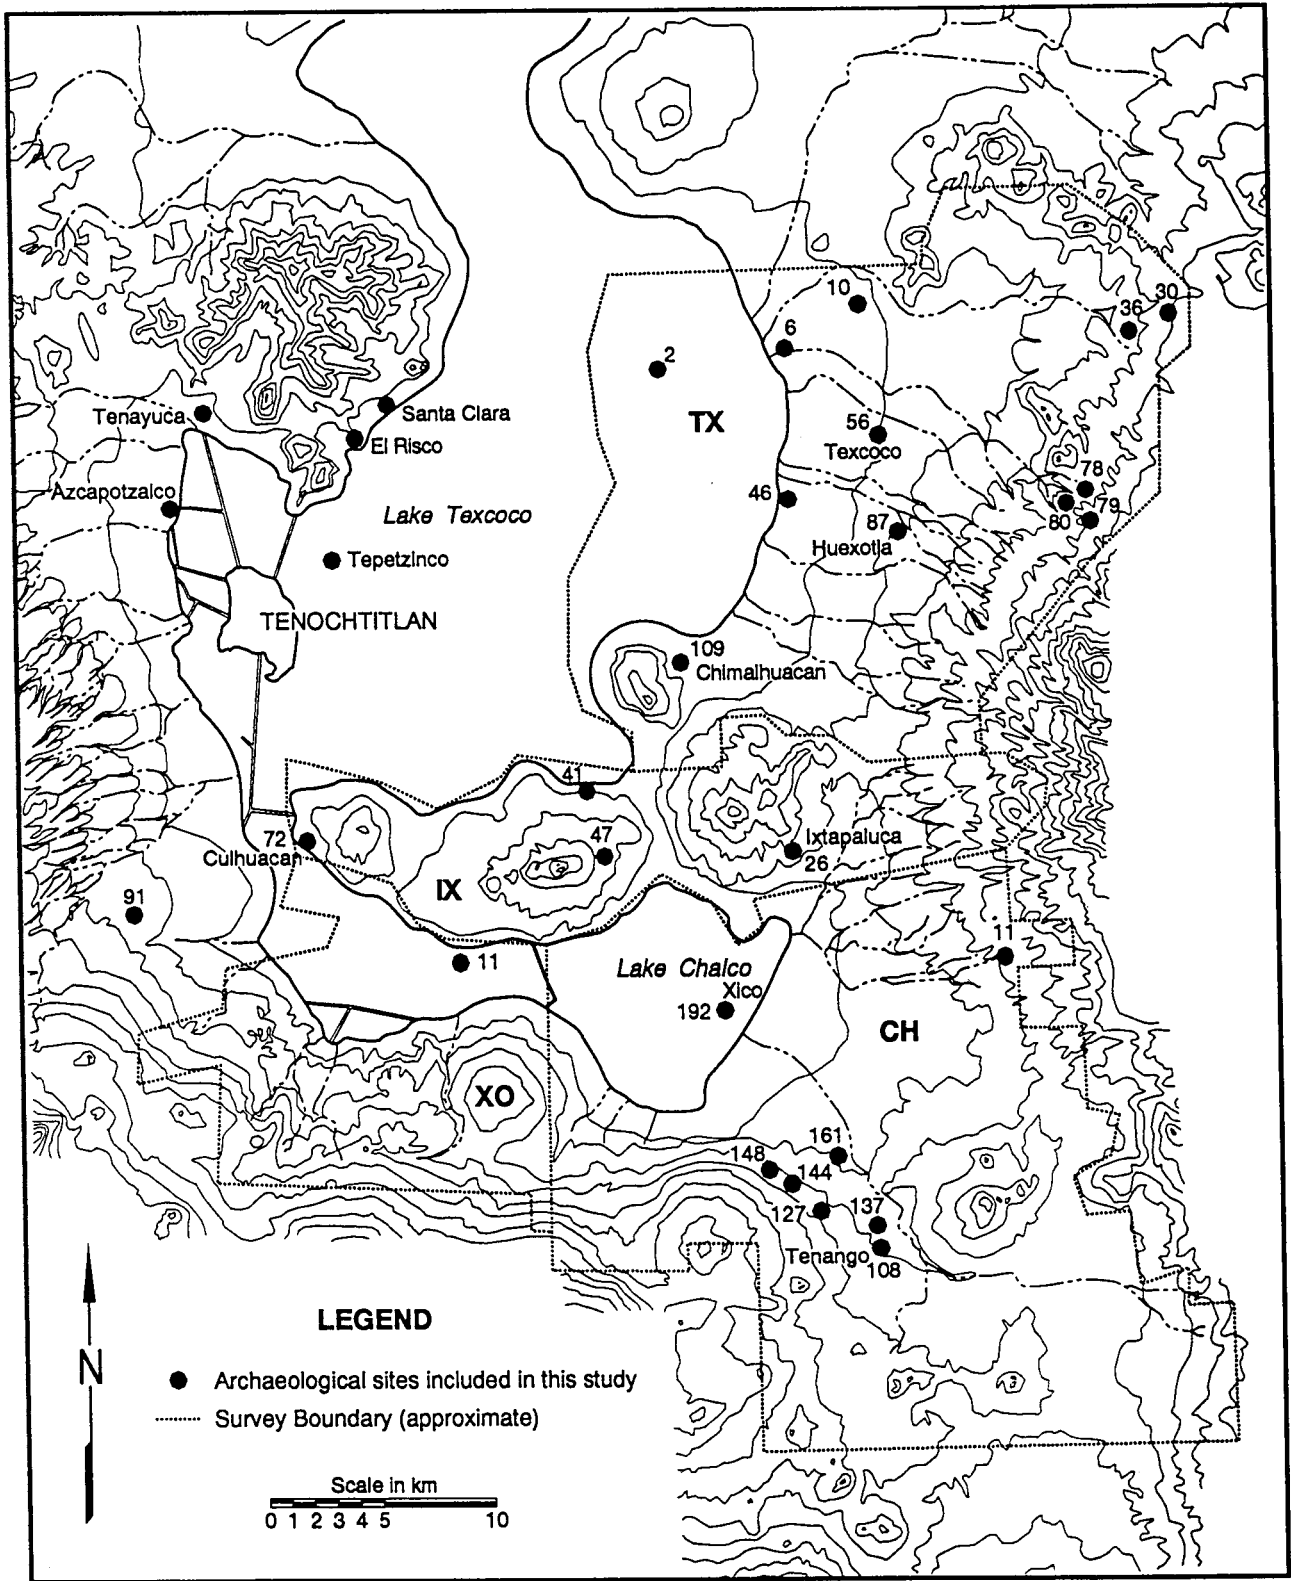 10
30
36
6
2
Tenayuca
Santa Clara
TX
56
Texcoco
El Risco
78
Azcapotzalco
46
Lake Texcoco
87
80
79
Huexotla
Tepetzinco
TENOCHTITLAN
109
Chimalhuacan
41
72
Culhuacan
47
Ixtapaluca
26
IX
91
11
11
Lake Chalco
Xico
192
CH
XO
161
148
144
127
137
Tenango
108
LEGEND
N
Archaeological sites included in this study
Survey Boundary (approximate)
Scale in km
0 1 2 3 4 5 10